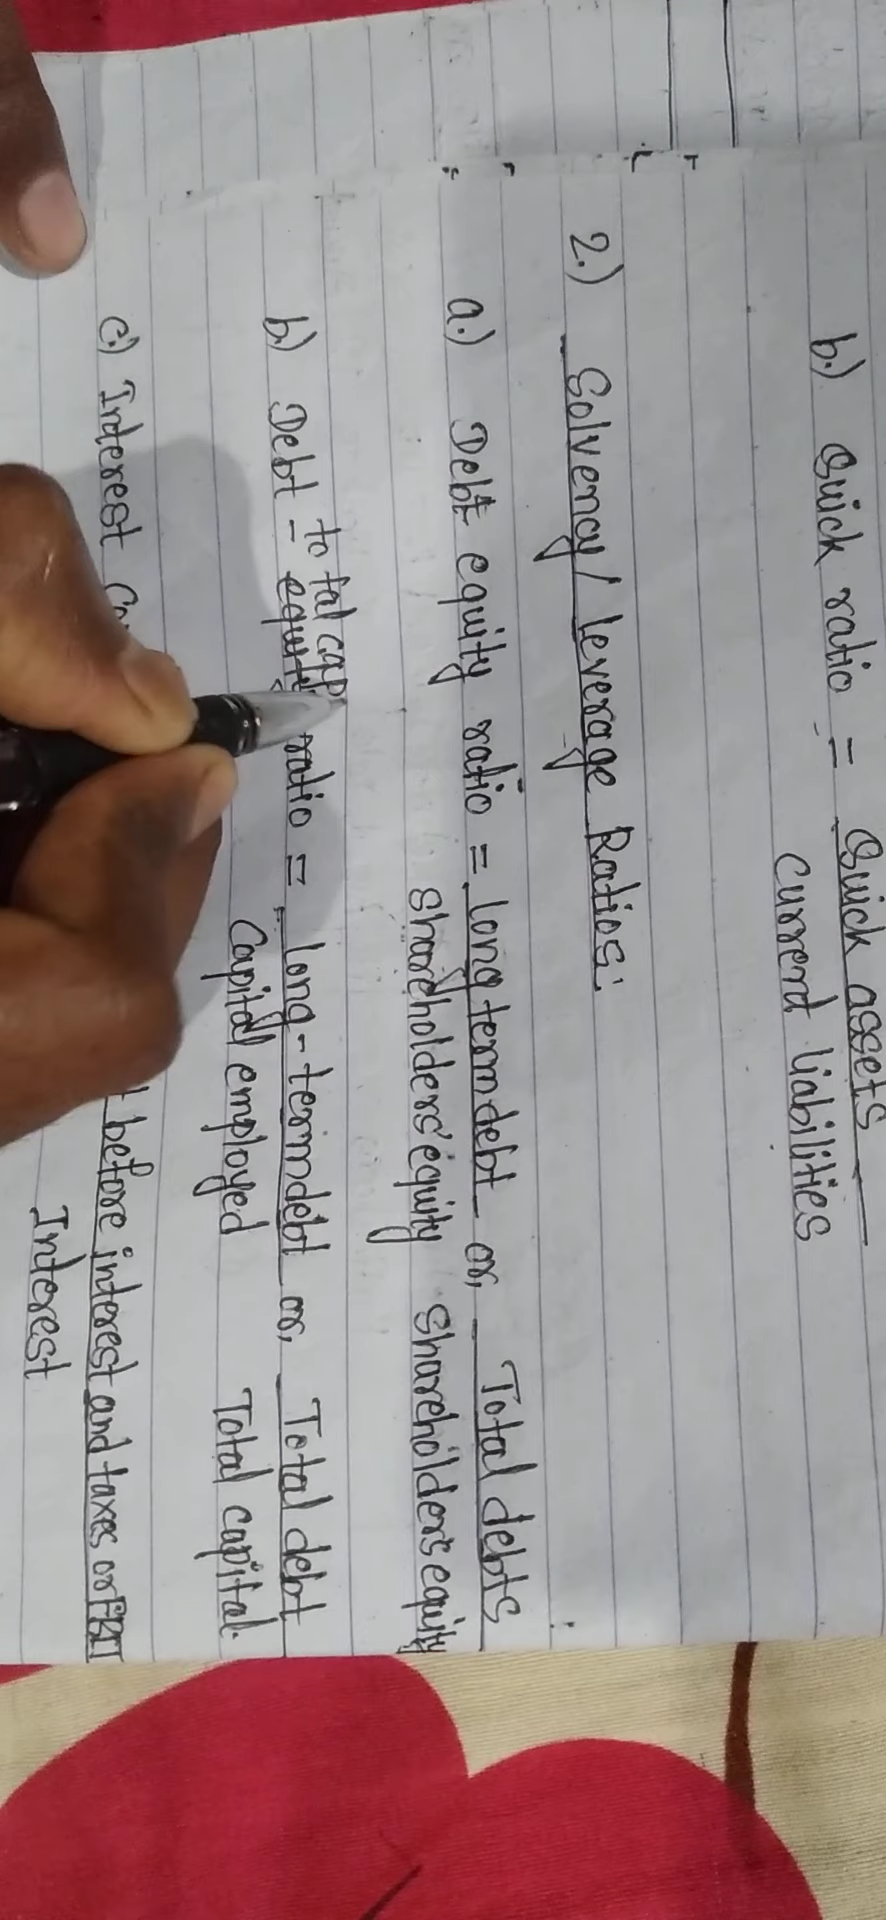 b.) Quick ratio = Quick assets
Current liabilities
2.) Solvency/leverage Ratios:
a.) Debt equity ratio = long term debt or, Total debts
Shareholders' equity Shareholders equity
total cap
b.) Debt - equity ratio = long-term debt or, Total debt
Capital employed Total capital.
c.) Interest before interest and taxes or EBIT
Interest